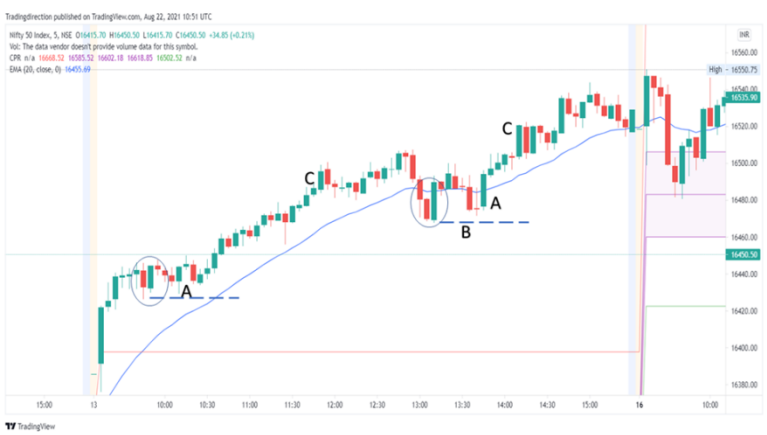 Tradingdirection published on TradingView.com, Aug 22, 2021 10:51 UTC
Nifty 50 Index, 5, NSE O16415.70 H16450.50 L16415.70 C16450.50 +34.85 (+0.21%)
INR
Vol: The data vendor doesn't provide volume data for this symbol.
CPR n/a 16668.52 16585.52 16602.18 16618.85 16502.52 n/a
EMA (20, close, 0) 16455.69
16560.00
High - 16550.75
16540.00
16535.90
C
16520.00
16500.00
C
A
16480.00
B
16460.00
16450.50
16440.00
A
16420.00
16400.00
16380.00
15:00 13 10:00 10:30 11:00 11:30 12:00 12:30 13:00 13:30 14:00 14:30 15:00 16 10:00
TradingView